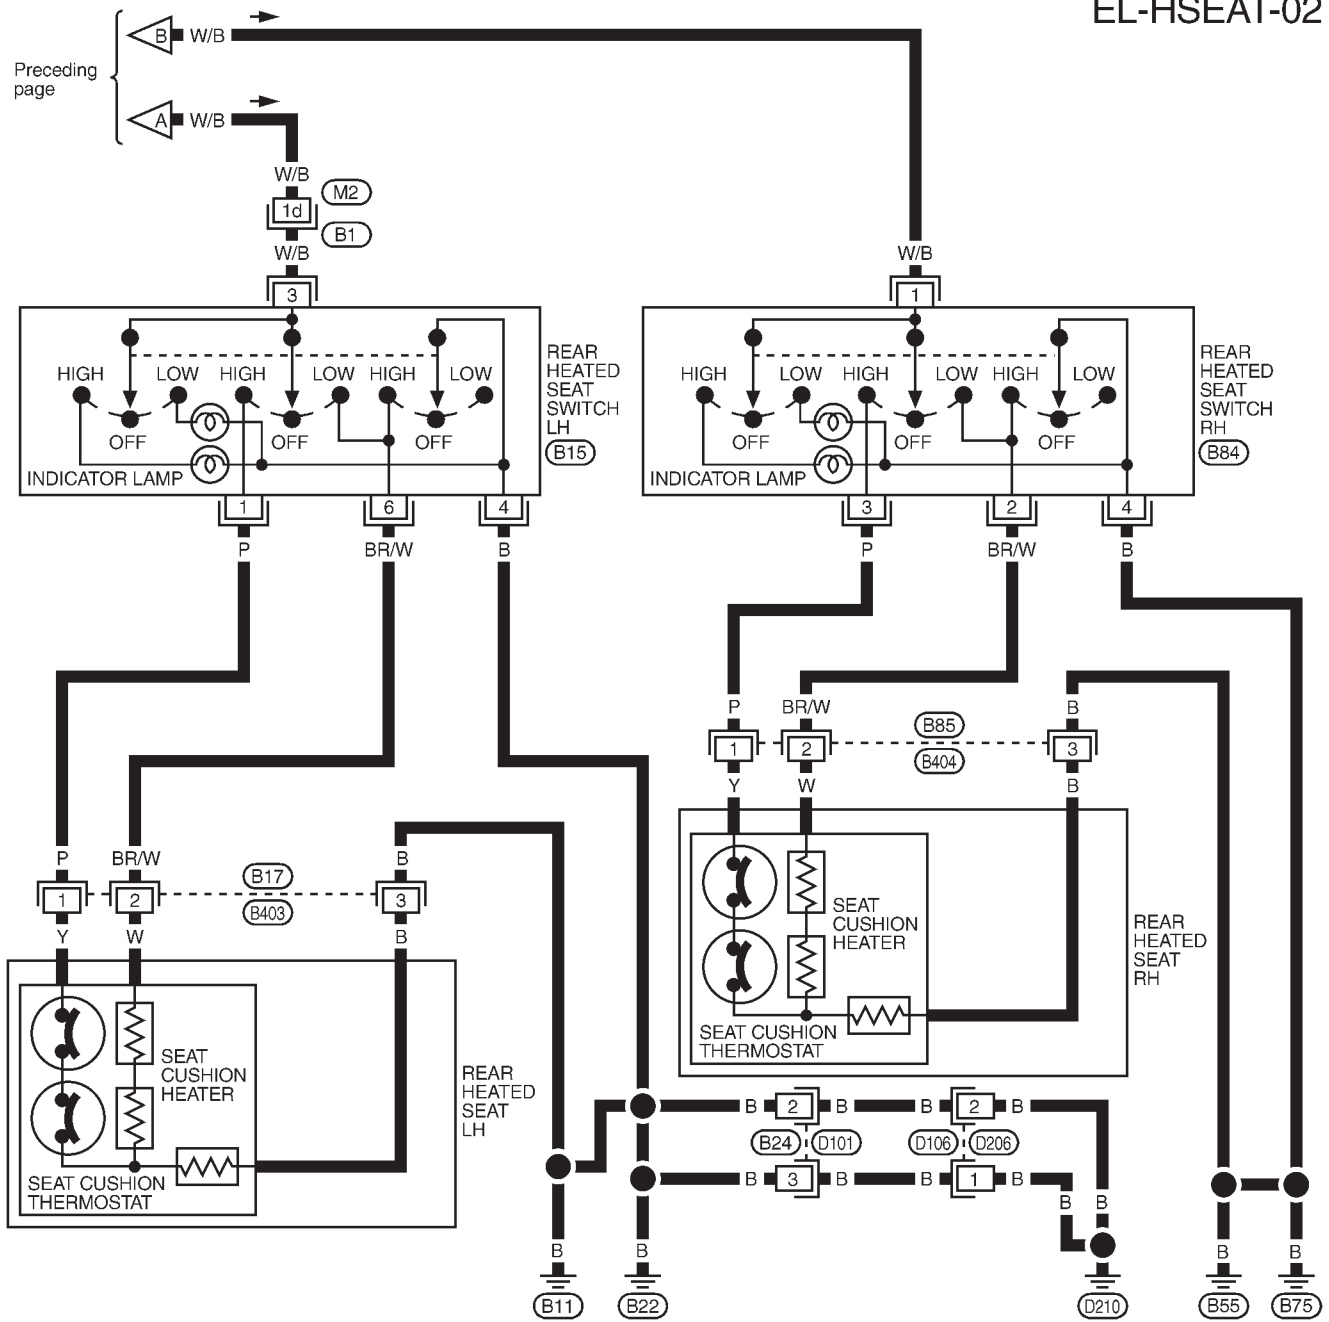 EL-HSEAT-02
Preceding
page
B W/B
A W/B
W/B
M2
1d
B1
W/B
3
W/B
1
HIGH LOW HIGH LOW HIGH LOW
OFF OFF OFF
INDICATOR LAMP
REAR
HEATED
SEAT
SWITCH
LH
B15
HIGH LOW HIGH LOW HIGH LOW
OFF OFF OFF
INDICATOR LAMP
REAR
HEATED
SEAT
SWITCH
RH
B84
1 6 4
P BR/W B
3 2 4
P BR/W B
P BR/W B
B85
1 2 3
B404
Y W B
P BR/W B
B17
1 2 3
B403
Y W B
SEAT
CUSHION
HEATER
SEAT CUSHION
THERMOSTAT
REAR
HEATED
SEAT
RH
SEAT
CUSHION
HEATER
SEAT CUSHION
THERMOSTAT
REAR
HEATED
SEAT
LH
B 2 B B 2 B
B24 D101 D106 D206
B 3 B B 1 B
B B
B B B B
B11 B22 D210 B55 B75